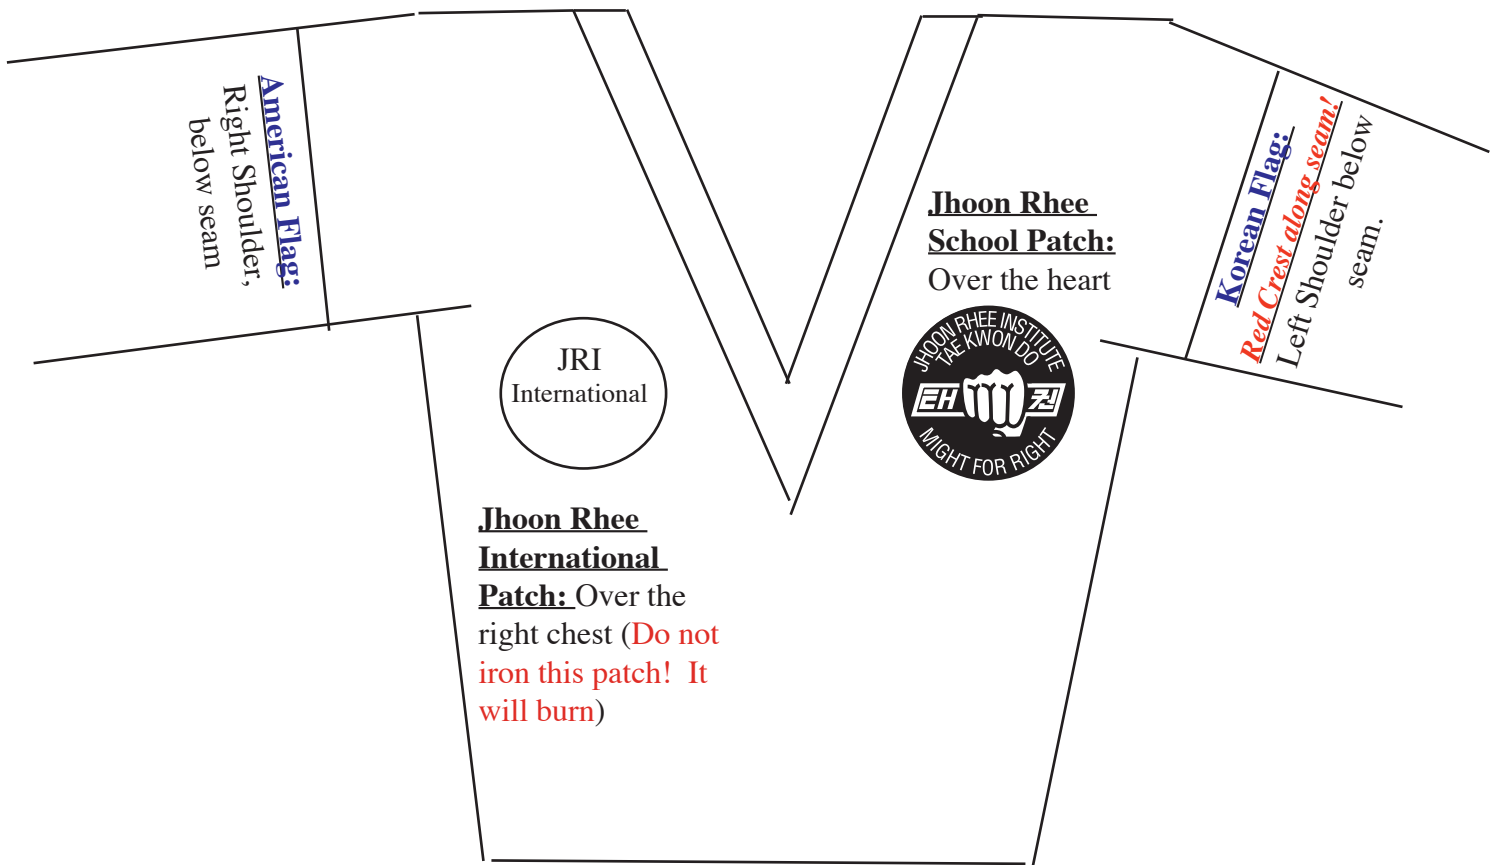 American Flag:
Right Shoulder,
below seam
JRI
International
Jhoon Rhee
International
Patch: Over the
right chest (Do not
iron this patch!  It
will burn)
Jhoon Rhee
School Patch:
Over the heart
JHOON RHEE INSTITUTE
TAE KWON DO
태 권
MIGHT FOR RIGHT
Korean Flag:
Red Crest along seam!
Left Shoulder below
seam.